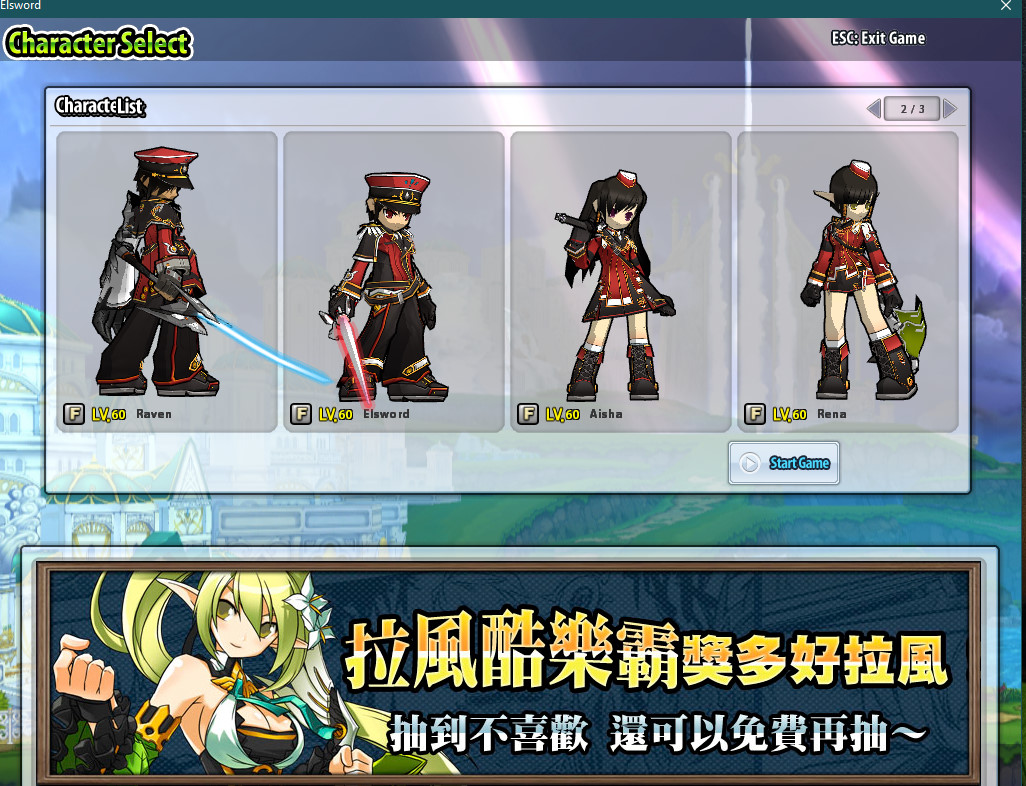 Elsword
Character Select
ESC: Exit Game
CharacteList
2 / 3
F LV.60 Raven
F LV.60 Elsword
F LV.60 Aisha
F LV.60 Rena
Start Game
拉風酷樂霸獎多好拉風
抽到不喜歡 還可以免費再抽～